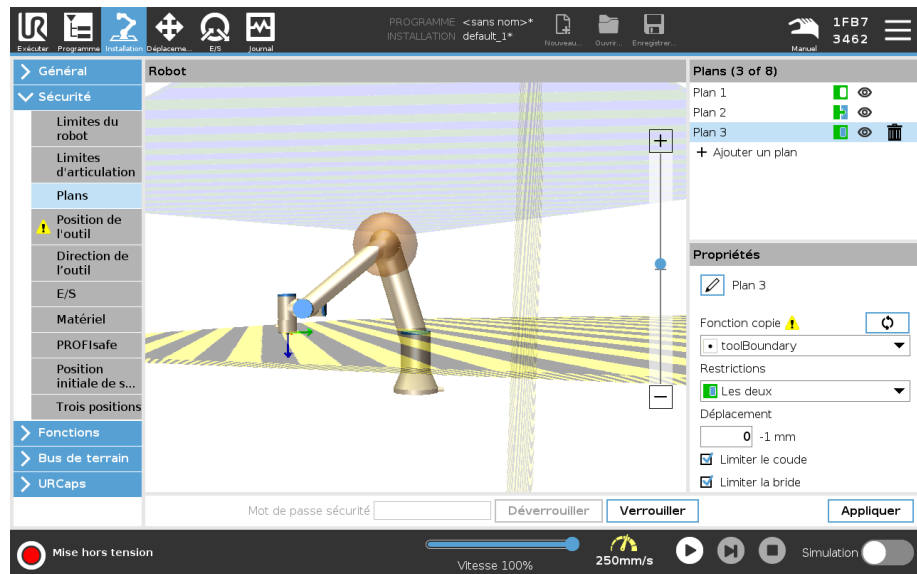 UR
PROGRAMME <sans nom>*
INSTALLATION default_1*
Exécuter
Programme
Installation
Déplaceme...
E/S
Journal
Nouveau...
Ouvrir...
Enregistrer...
Manuel
1FB7
3462
Général
Sécurité
Limites du
robot
Limites
d'articulation
Plans
Position de
l'outil
Direction de
l'outil
E/S
Matériel
PROFIsafe
Position
initiale de s...
Trois positions
Fonctions
Bus de terrain
URCaps
Robot
Plans (3 of 8)
Plan 1
Plan 2
Plan 3
+ Ajouter un plan
Propriétés
Plan 3
Fonction copie
toolBoundary
Restrictions
Les deux
Déplacement
0 -1 mm
Limiter le coude
Limiter la bride
Mot de passe sécurité
Déverrouiller
Verrouiller
Appliquer
Mise hors tension
Vitesse 100%
250mm/s
Simulation